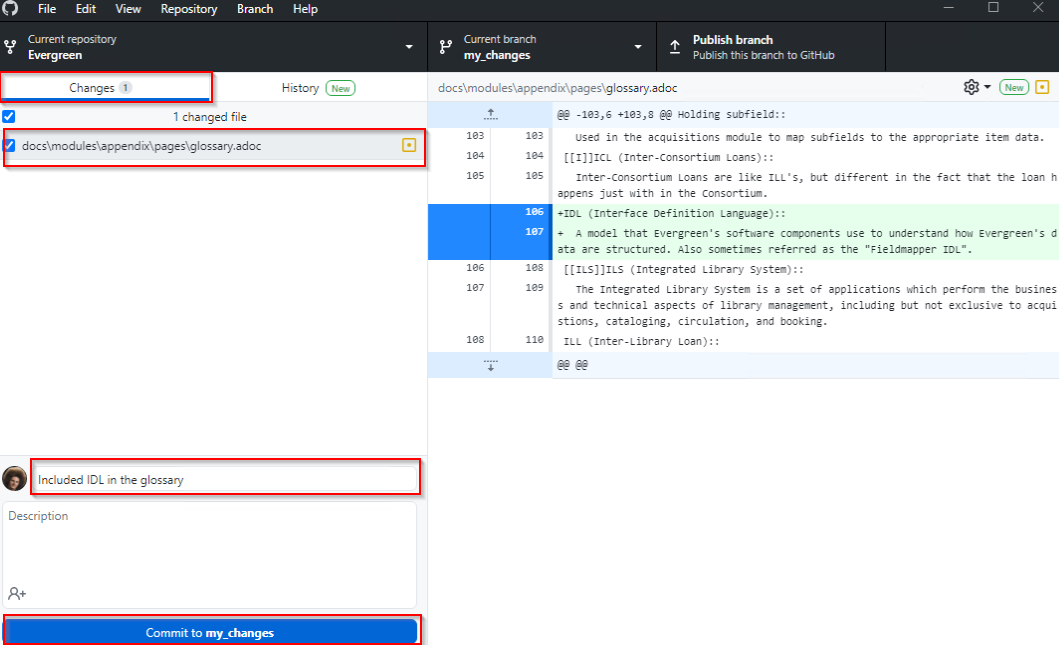 File Edit View Repository Branch Help
Current repository
Evergreen
Current branch
my_changes
Publish branch
Publish this branch to GitHub
Changes 1
History New
1 changed file
docs\modules\appendix\pages\glossary.adoc
Included IDL in the glossary
Description
Commit to my_changes
docs\modules\appendix\pages\glossary.adoc
New
@@ -103,6 +103,8 @@ Holding subfield::
103 103 Used in the acquisitions module to map subfields to the appropriate item data.
104 104 [[I]]ICL (Inter-Consortium Loans)::
105 105 Inter-Consortium Loans are like ILL's, but different in the fact that the loan h
appens just with in the Consortium.
106 +IDL (Interface Definition Language)::
107 + A model that Evergreen's software components use to understand how Evergreen's d
ata are structured. Also sometimes referred as the "Fieldmapper IDL".
106 108 [[ILS]]ILS (Integrated Library System)::
107 109 The Integrated Library System is a set of applications which perform the busines
s and technical aspects of library management, including but not exclusive to acqui
stions, cataloging, circulation, and booking.
108 110 ILL (Inter-Library Loan)::
@@ @@